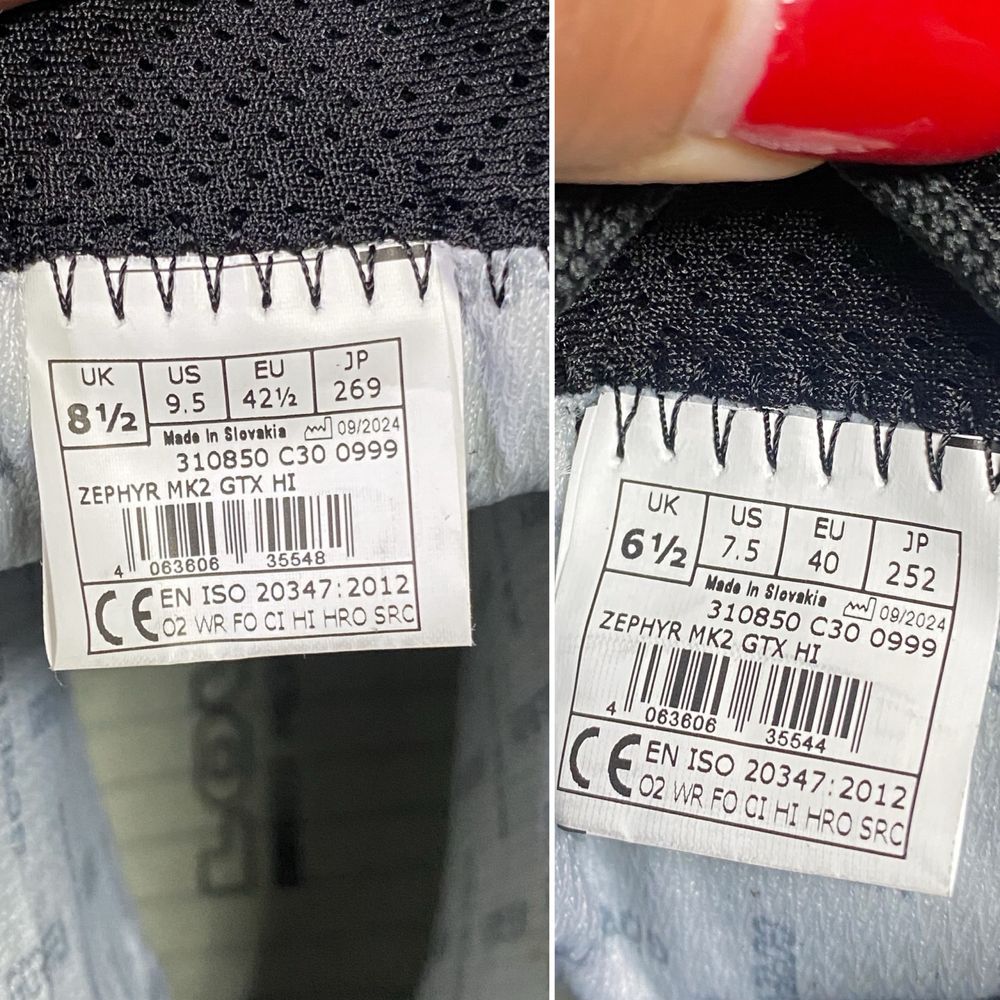 UK US EU JP
8½ 9.5 42½ 269
Made In Slovakia 09/2024
310850 C30 0999
ZEPHYR MK2 GTX HI
4 063606 35548
CE EN ISO 20347:2012
O2 WR FO CI HI HRO SRC
UK US EU JP
6½ 7.5 40 252
Made In Slovakia 09/2024
310850 C30 0999
ZEPHYR MK2 GTX HI
4 063606 35544
CE EN ISO 20347:2012
O2 WR FO CI HI HRO SRC